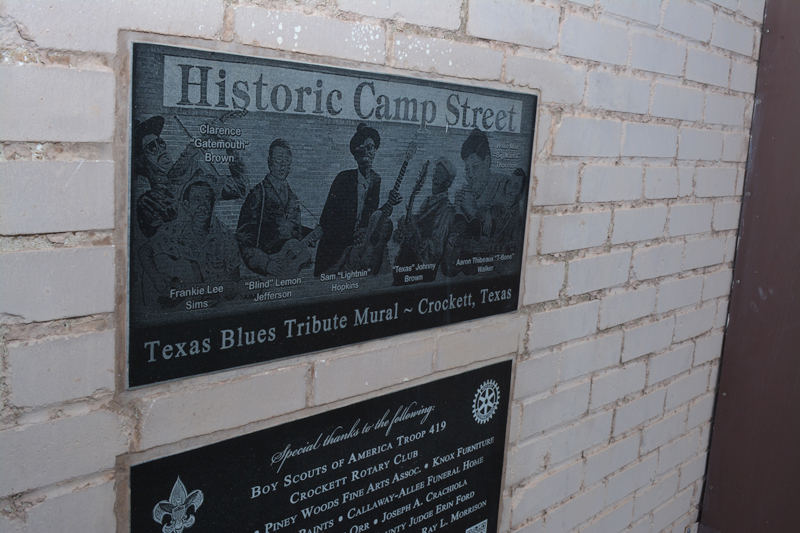 Historic Camp Street
Clarence
"Gatemouth"
Brown
Frankie Lee
Sims
"Blind" Lemon
Jefferson
Sam "Lightnin"
Hopkins
"Texas" Johnny
Brown
Aaron Thibeaux "T-Bone"
Walker
Texas Blues Tribute Mural ~ Crockett, Texas
Special thanks to the following:
Boy Scouts of America Troop 419
Crockett Rotary Club
• Piney Woods Fine Arts Assoc. • Knox Furniture
Paints • Callaway-Allee Funeral Home
Orr • Joseph A. Crachiola
County Judge Erin Ford
Ray L. Morrison